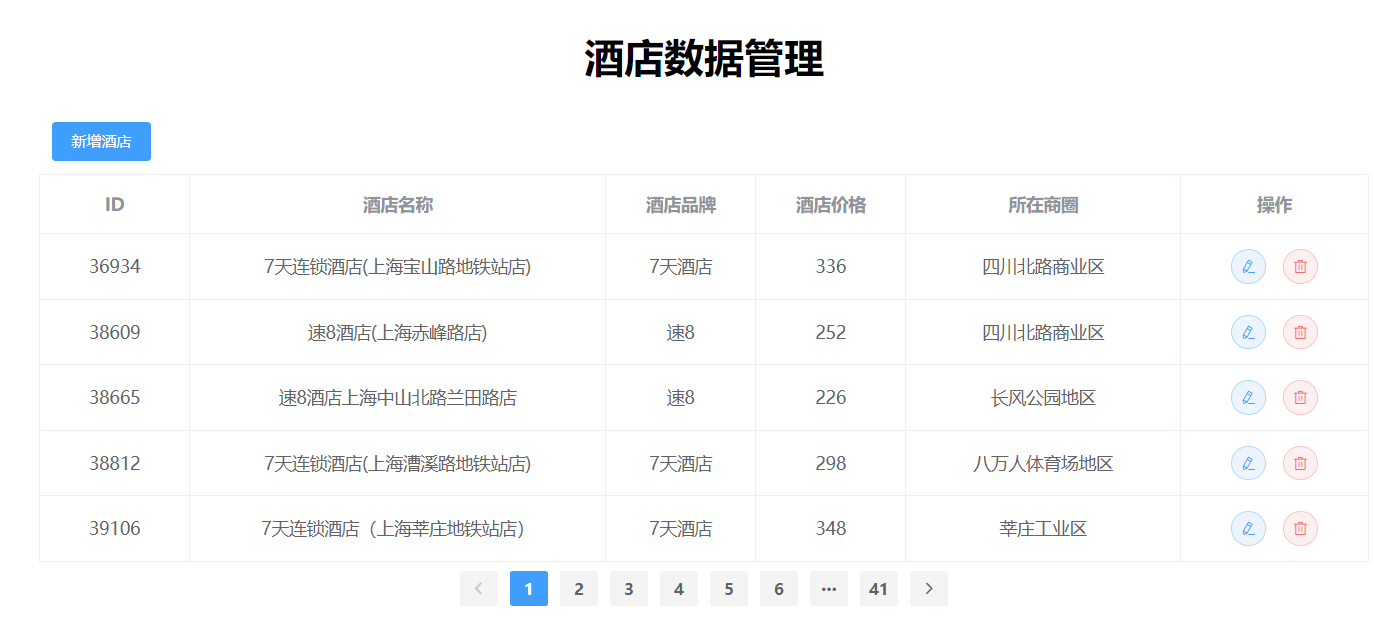 酒店数据管理
新增酒店
ID 酒店名称 酒店品牌 酒店价格 所在商圈 操作
36934 7天连锁酒店(上海宝山路地铁站店) 7天酒店 336 四川北路商业区
38609 速8酒店(上海赤峰路店) 速8 252 四川北路商业区
38665 速8酒店上海中山北路兰田路店 速8 226 长风公园地区
38812 7天连锁酒店(上海漕溪路地铁站店) 7天酒店 298 八万人体育场地区
39106 7天连锁酒店（上海莘庄地铁站店） 7天酒店 348 莘庄工业区
1 2 3 4 5 6 ··· 41